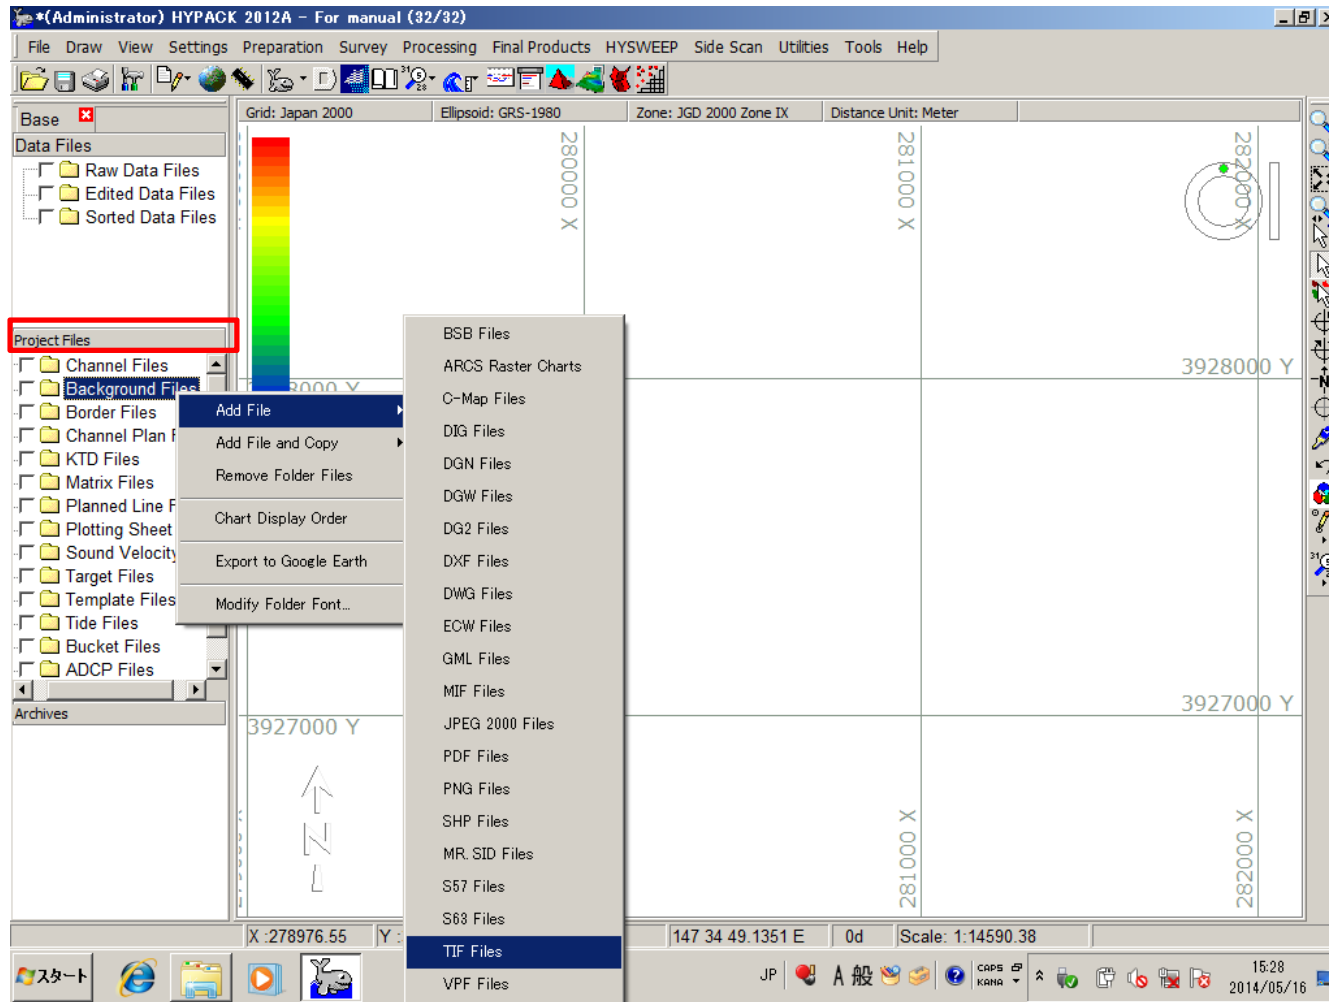 *(Administrator) HYPACK 2012A - For manual (32/32)
File Draw View Settings Preparation Survey Processing Final Products HYSWEEP Side Scan Utilities Tools Help
Base
Grid: Japan 2000 Ellipsoid: GRS-1980 Zone: JGD 2000 Zone IX Distance Unit: Meter
Data Files
Raw Data Files
Edited Data Files
Sorted Data Files
280000 X
281000 X
282000 X
Project Files
Channel Files
Background Files
Border Files
Channel Plan F
KTD Files
Matrix Files
Planned Line F
Plotting Sheet
Sound Velocity
Target Files
Template Files
Tide Files
Bucket Files
ADCP Files
Archives
Add File
Add File and Copy
Remove Folder Files
Chart Display Order
Export to Google Earth
Modify Folder Font...
BSB Files
ARCS Raster Charts
C-Map Files
DIG Files
DGN Files
DGW Files
DG2 Files
DXF Files
DWG Files
ECW Files
GML Files
MIF Files
JPEG 2000 Files
PDF Files
PNG Files
SHP Files
MR. SID Files
S57 Files
S63 Files
TIF Files
VPF Files
3928000 Y
3927000 Y
3927000 Y
N
281000 X
282000 X
X :278976.55 Y : 147 34 49.1351 E 0d Scale: 1:14590.38
スタート JP A 般 CAPS KANA 15:28
2014/05/16